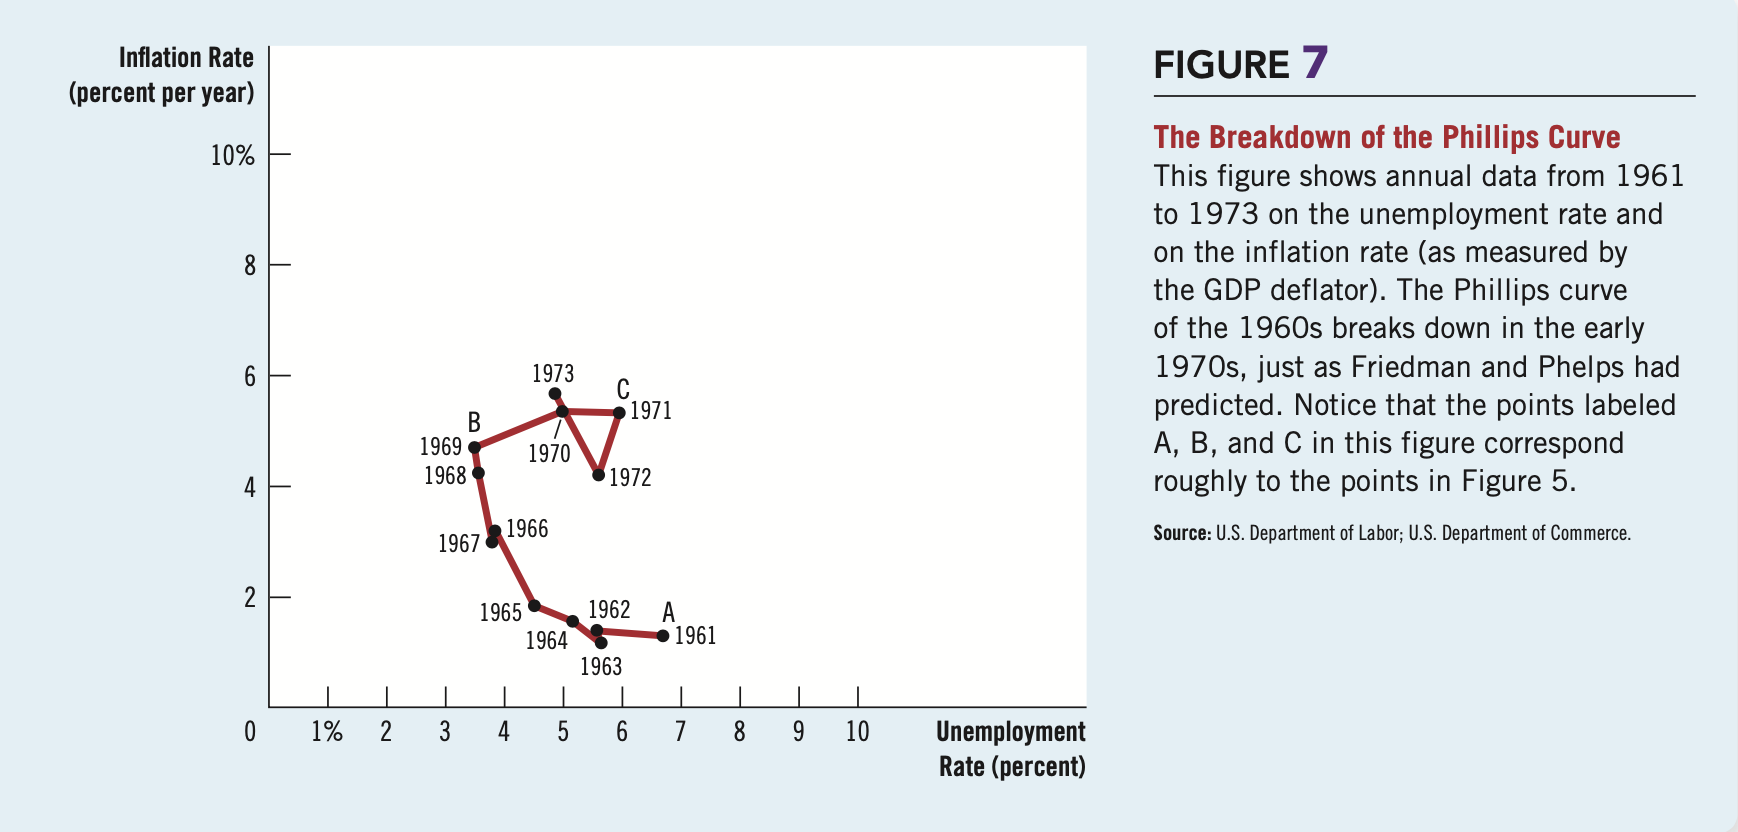 Inflation Rate
(percent per year)
10%
8
6
4
2
0
1%
2
3
4
5
6
7
8
9
10
Unemployment
Rate (percent)
1973
C
1971
B
1969
1970
1968
1972
1966
1967
1965
1962
A
1964
1961
1963
FIGURE 7
The Breakdown of the Phillips Curve
This figure shows annual data from 1961
to 1973 on the unemployment rate and
on the inflation rate (as measured by
the GDP deflator). The Phillips curve
of the 1960s breaks down in the early
1970s, just as Friedman and Phelps had
predicted. Notice that the points labeled
A, B, and C in this figure correspond
roughly to the points in Figure 5.
Source: U.S. Department of Labor; U.S. Department of Commerce.